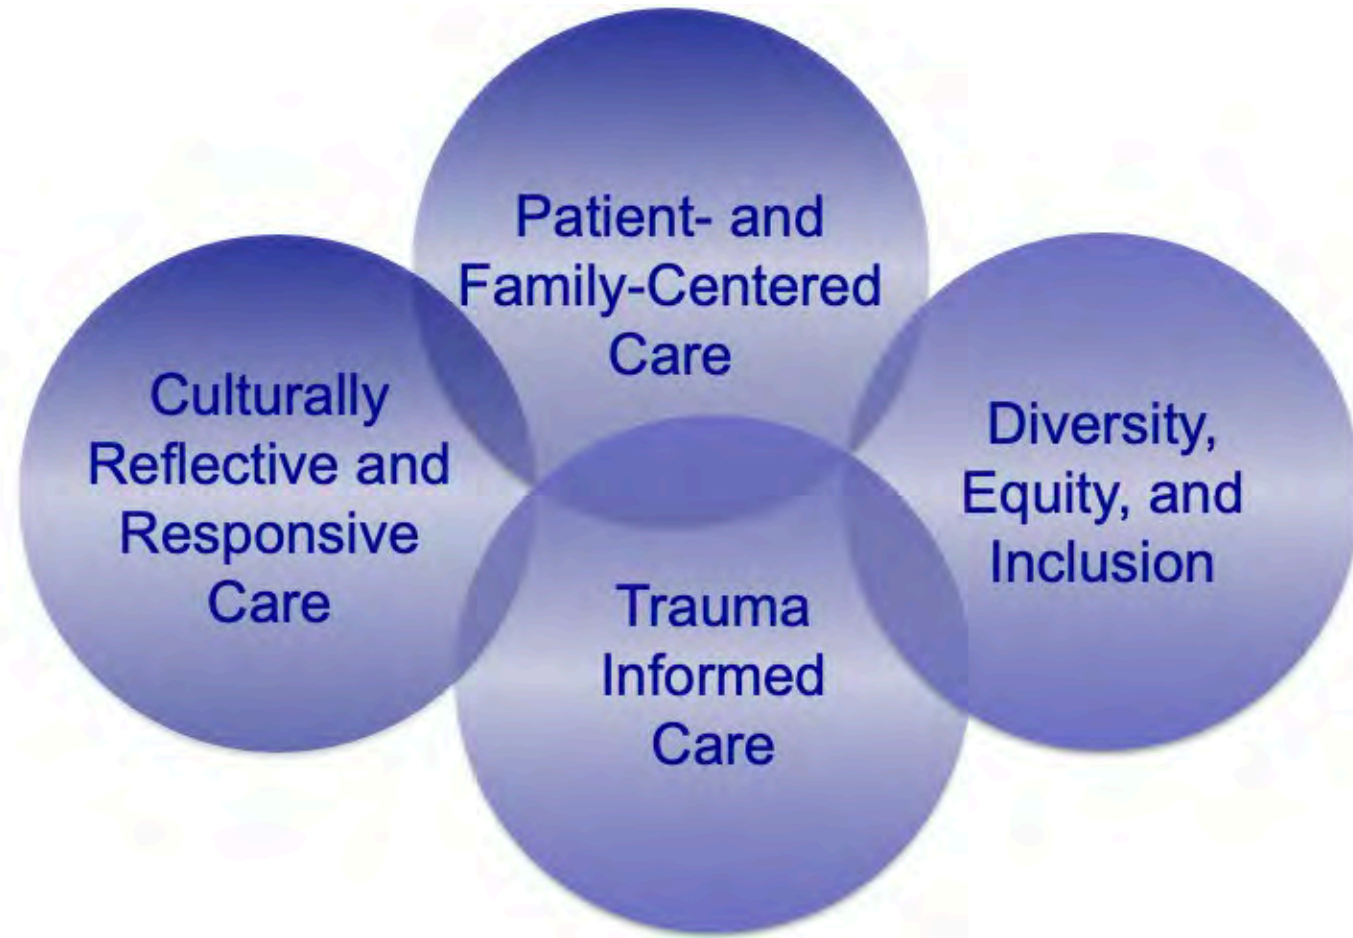 Patient- and
Family-Centered
Care
Culturally
Reflective and
Responsive
Care
Diversity,
Equity, and
Inclusion
Trauma
Informed
Care